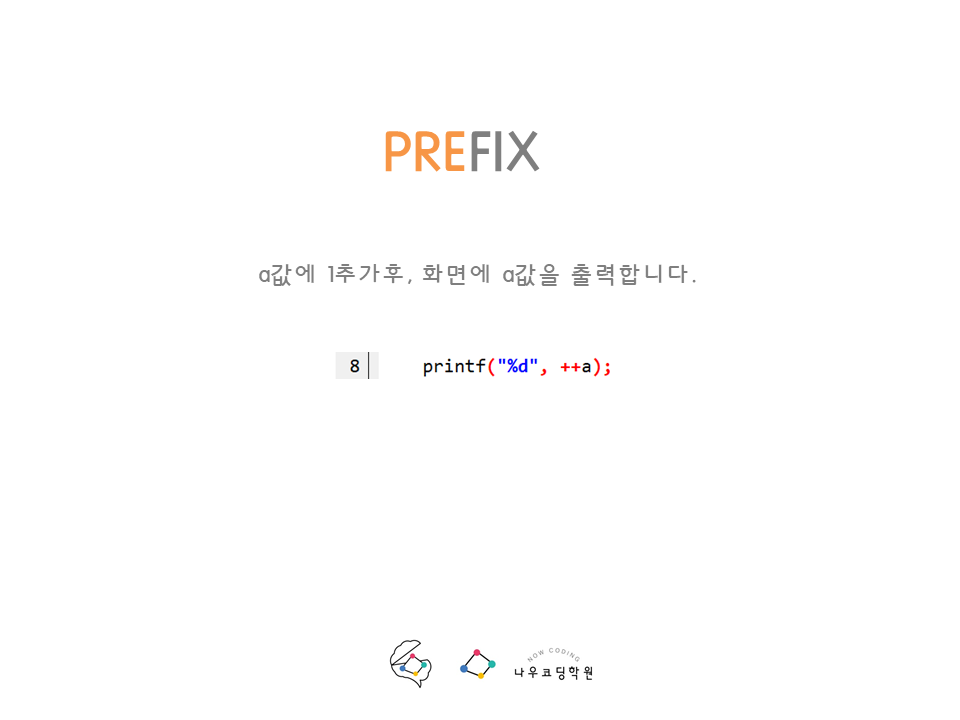 PREFIX
a값에 1추가후, 화면에 a값을 출력합니다.
8 printf("%d", ++a);
NOW CODING
나우코딩학원